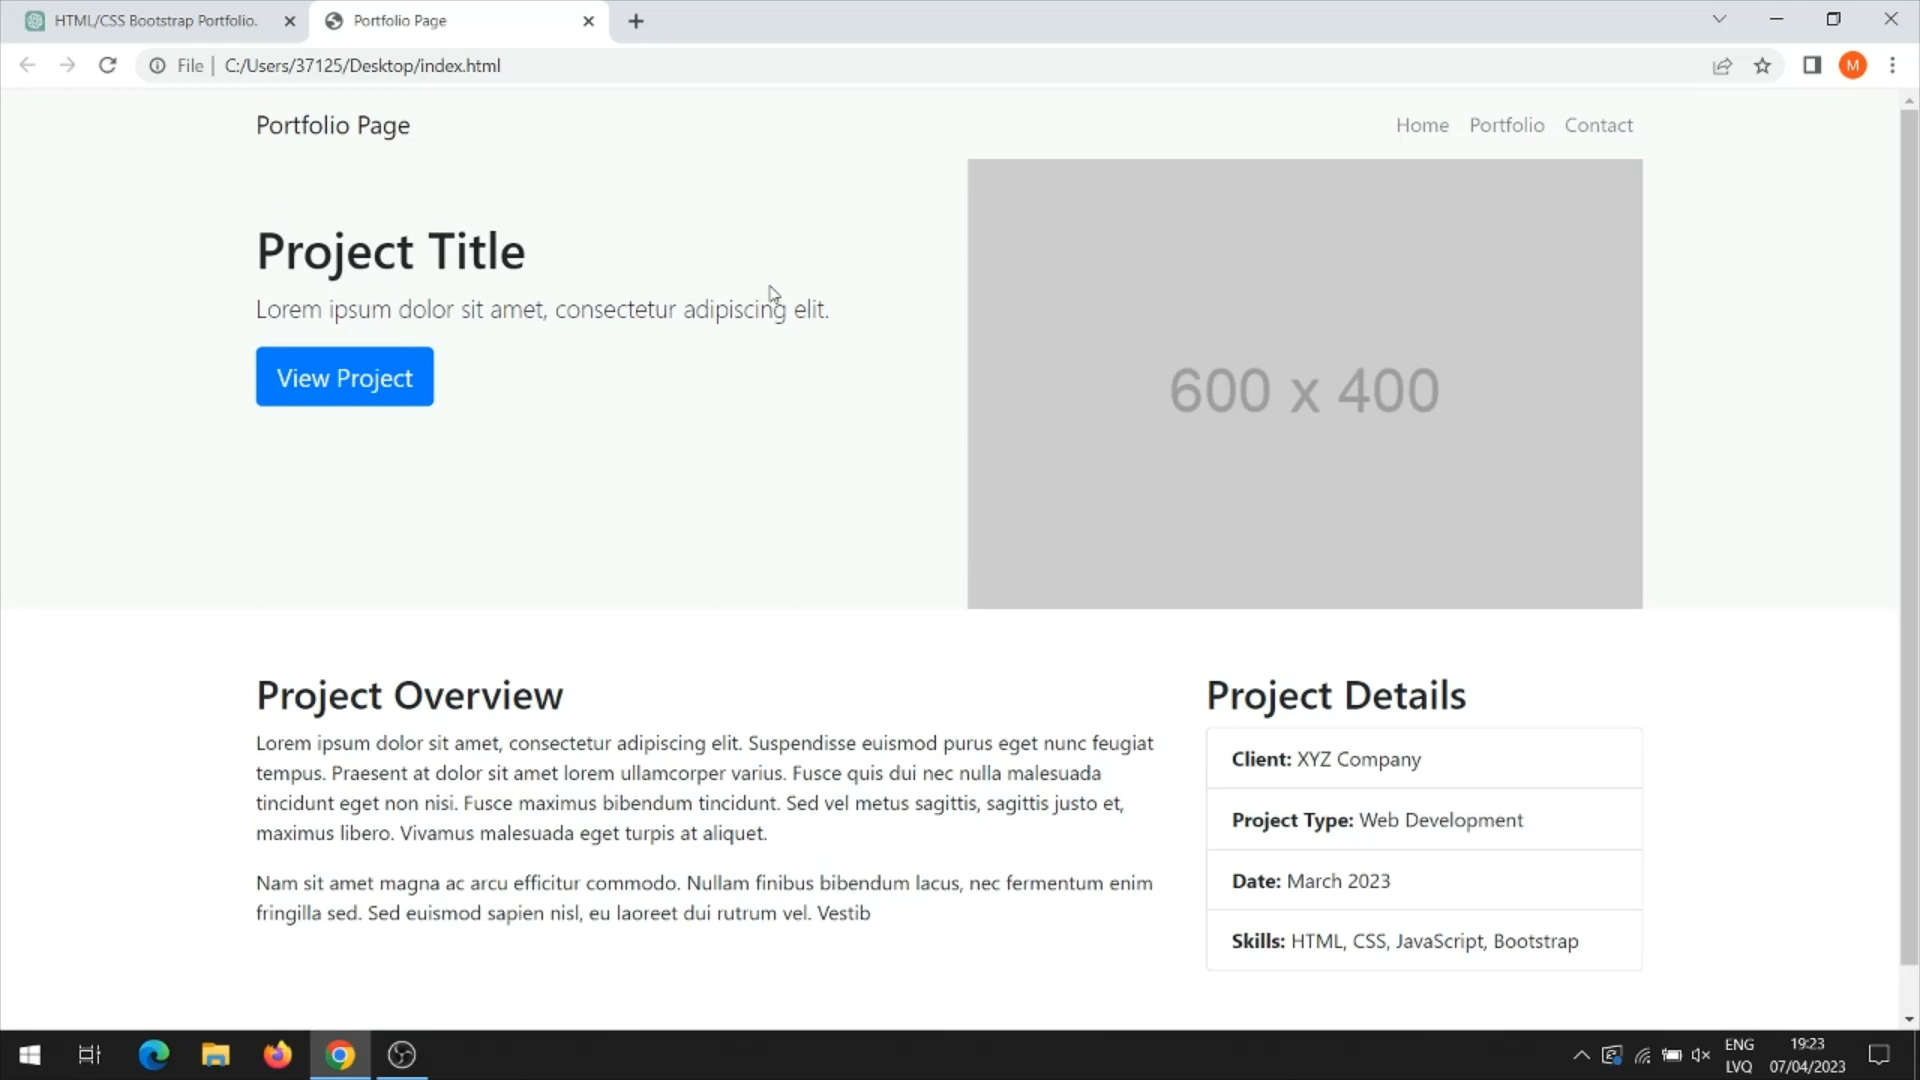 HTML/CSS Bootstrap Portfolio.
Portfolio Page
File | C:/Users/37125/Desktop/index.html
M
Portfolio Page
Home Portfolio Contact
Project Title
Lorem ipsum dolor sit amet, consectetur adipiscing elit.
View Project
600 x 400
Project Overview
Lorem ipsum dolor sit amet, consectetur adipiscing elit. Suspendisse euismod purus eget nunc feugiat
tempus. Praesent at dolor sit amet lorem ullamcorper varius. Fusce quis dui nec nulla malesuada
tincidunt eget non nisi. Fusce maximus bibendum tincidunt. Sed vel metus sagittis, sagittis justo et,
maximus libero. Vivamus malesuada eget turpis at aliquet.
Nam sit amet magna ac arcu efficitur commodo. Nullam finibus bibendum lacus, nec fermentum enim
fringilla sed. Sed euismod sapien nisl, eu laoreet dui rutrum vel. Vestib
Project Details
Client: XYZ Company
Project Type: Web Development
Date: March 2023
Skills: HTML, CSS, JavaScript, Bootstrap
ENG
LVQ
19:23
07/04/2023